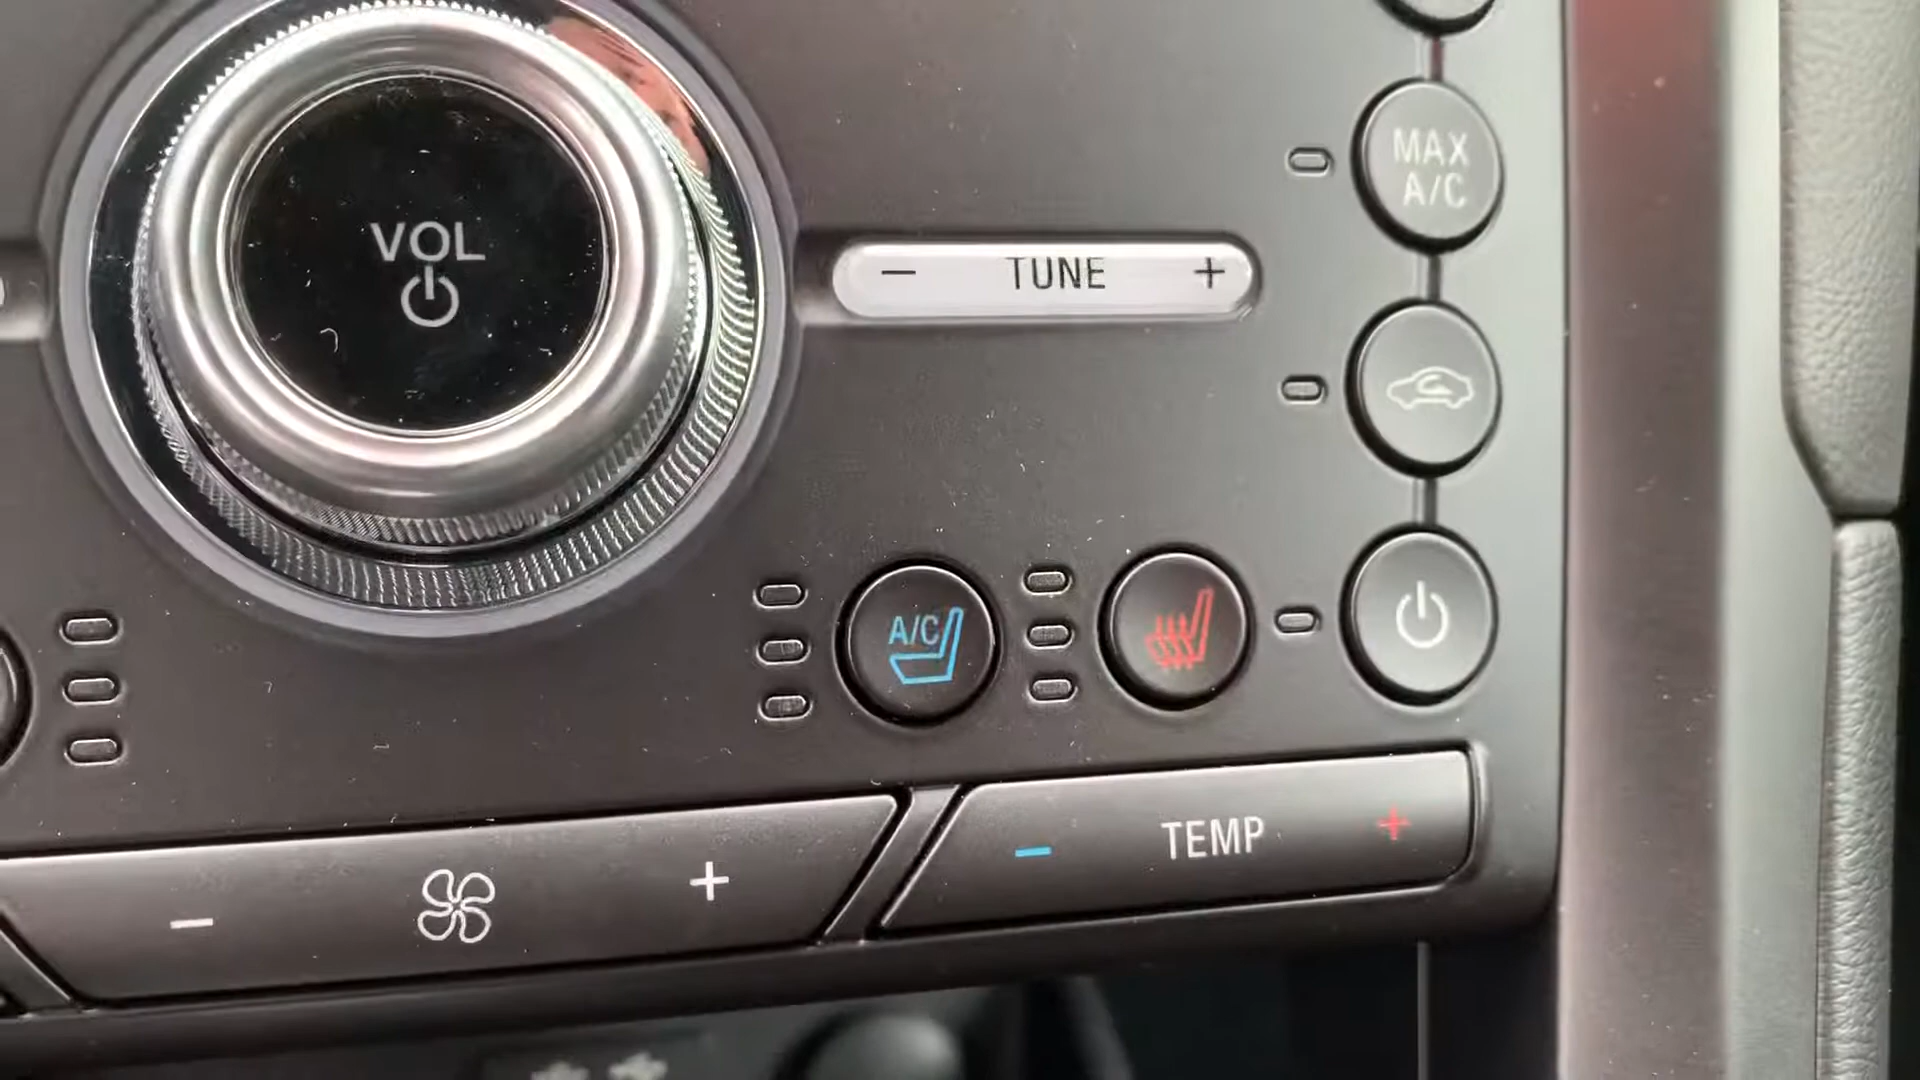 MAX
A/C
VOL
− TUNE +
A/C
− TEMP +
− +